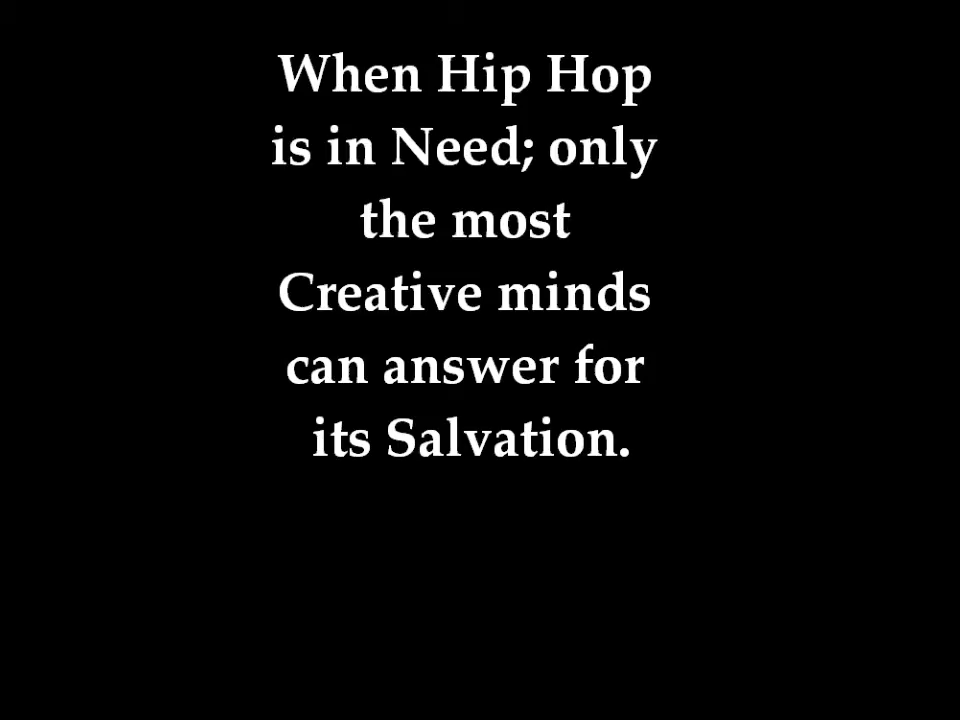 When Hip Hop
is in Need; only
the most
Creative minds
can answer for
its Salvation.